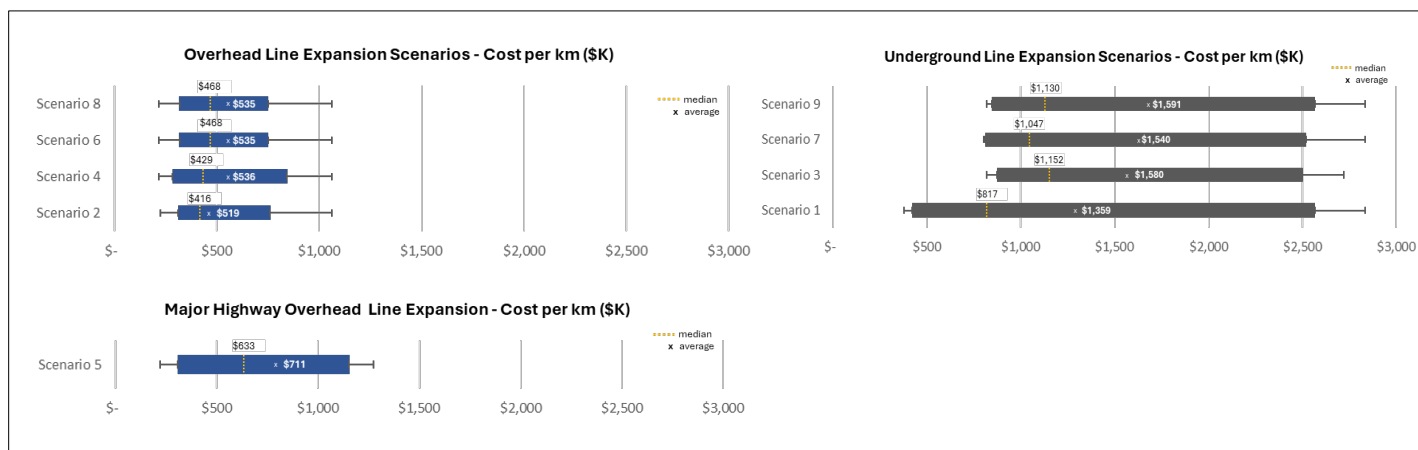 Overhead Line Expansion Scenarios - Cost per km ($K)
median
x average
Scenario 8
$468
x $535
Scenario 6
$468
x $535
Scenario 4
$429
x $536
Scenario 2
$416
x $519
$- $500 $1,000 $1,500 $2,000 $2,500 $3,000
Underground Line Expansion Scenarios - Cost per km ($K)
median
x average
Scenario 9
$1,130
x $1,591
Scenario 7
$1,047
x $1,540
Scenario 3
$1,152
x $1,580
Scenario 1
$817
x $1,359
$- $500 $1,000 $1,500 $2,000 $2,500 $3,000
Major Highway Overhead Line Expansion - Cost per km ($K)
median
x average
Scenario 5
$633
x $711
$- $500 $1,000 $1,500 $2,000 $2,500 $3,000